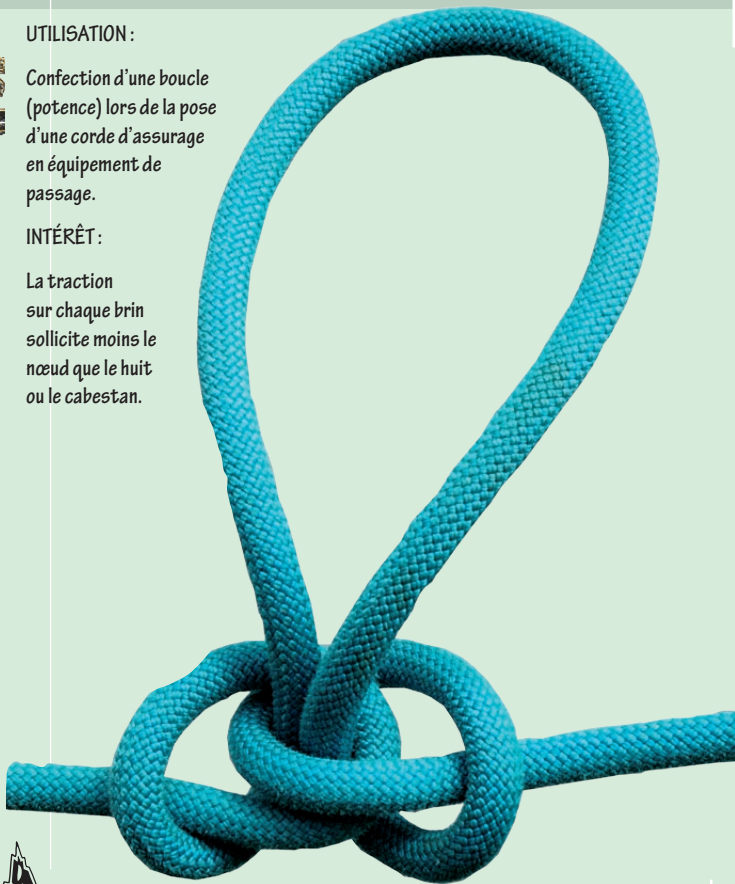 UTILISATION :
Confection d’une boucle
(potence) lors de la pose
d’une corde d’assurage
en équipement de
passage.
INTÉRÊT :
La traction
sur chaque brin
sollicite moins le
nœud que le huit
ou le cabestan.